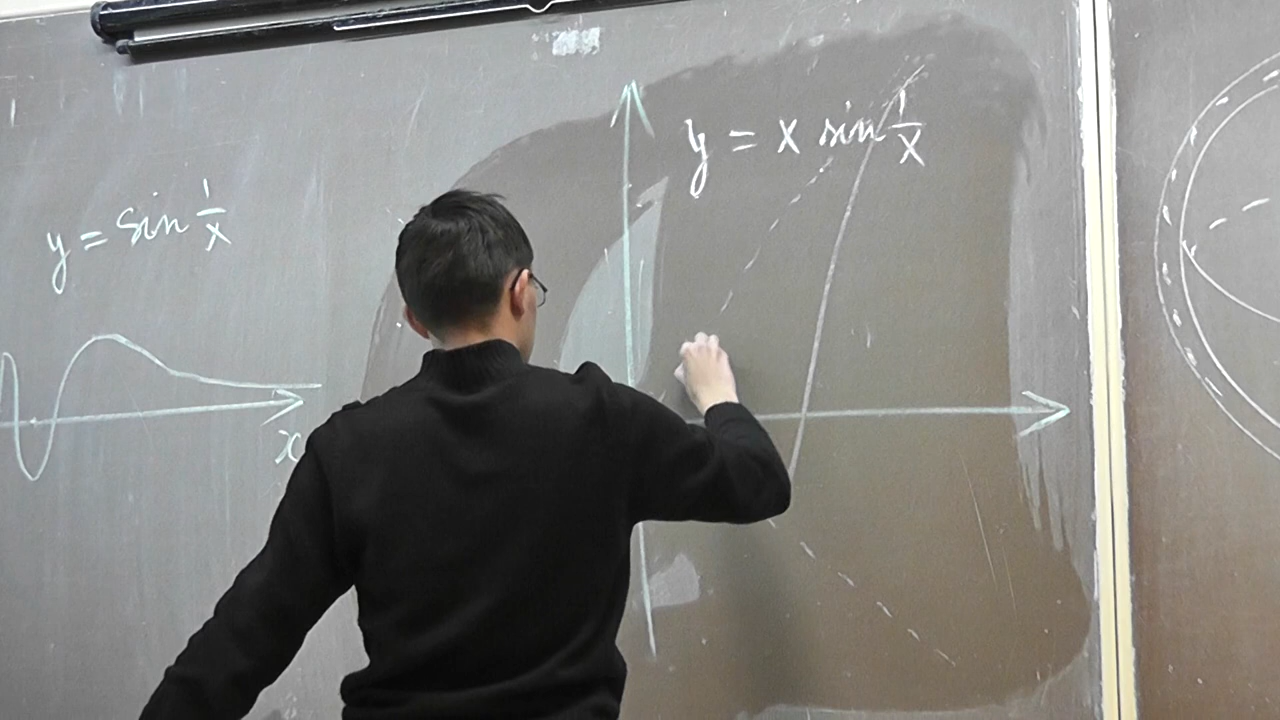 y = sin 1/x
x
y = x sin 1/x